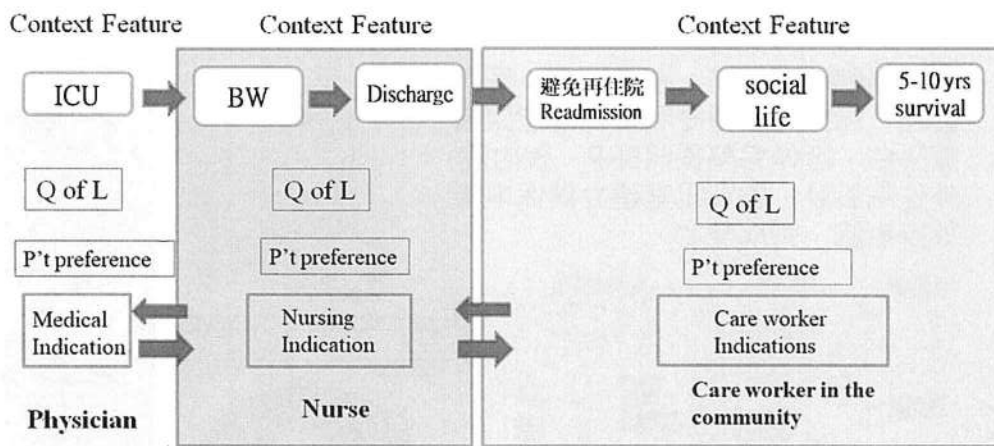 Context Feature
Context Feature
Context Feature
ICU
BW
Discharge
避免再住院
Readmission
social
life
5-10 yrs
survival
Q of L
Q of L
Q of L
P't preference
P't preference
P't preference
Medical
Indication
Nursing
Indication
Care worker
Indications
Physician
Nurse
Care worker in the
community